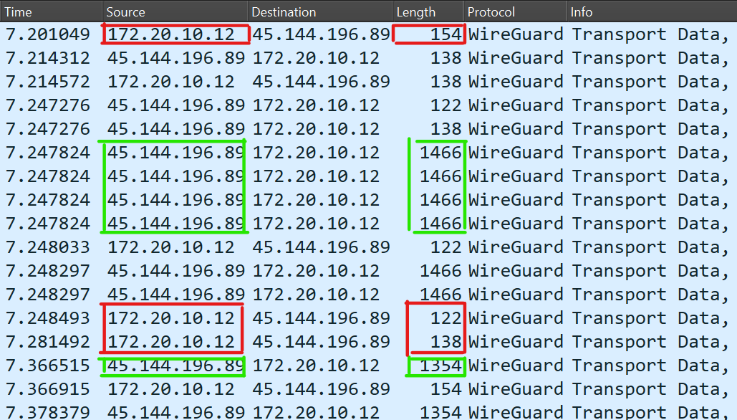 Time Source Destination Length Protocol Info
7.201049 172.20.10.12 45.144.196.89 154 WireGuard Transport Data,
7.214312 45.144.196.89 172.20.10.12 138 WireGuard Transport Data,
7.214572 172.20.10.12 45.144.196.89 138 WireGuard Transport Data,
7.247276 45.144.196.89 172.20.10.12 122 WireGuard Transport Data,
7.247276 45.144.196.89 172.20.10.12 138 WireGuard Transport Data,
7.247824 45.144.196.89 172.20.10.12 1466 WireGuard Transport Data,
7.247824 45.144.196.89 172.20.10.12 1466 WireGuard Transport Data,
7.247824 45.144.196.89 172.20.10.12 1466 WireGuard Transport Data,
7.247824 45.144.196.89 172.20.10.12 1466 WireGuard Transport Data,
7.248033 172.20.10.12 45.144.196.89 122 WireGuard Transport Data,
7.248297 45.144.196.89 172.20.10.12 1466 WireGuard Transport Data,
7.248297 45.144.196.89 172.20.10.12 1466 WireGuard Transport Data,
7.248493 172.20.10.12 45.144.196.89 122 WireGuard Transport Data,
7.281492 172.20.10.12 45.144.196.89 138 WireGuard Transport Data,
7.366515 45.144.196.89 172.20.10.12 1354 WireGuard Transport Data,
7.366915 172.20.10.12 45.144.196.89 154 WireGuard Transport Data,
7.378379 45.144.196.89 172.20.10.12 1354 WireGuard Transport Data,